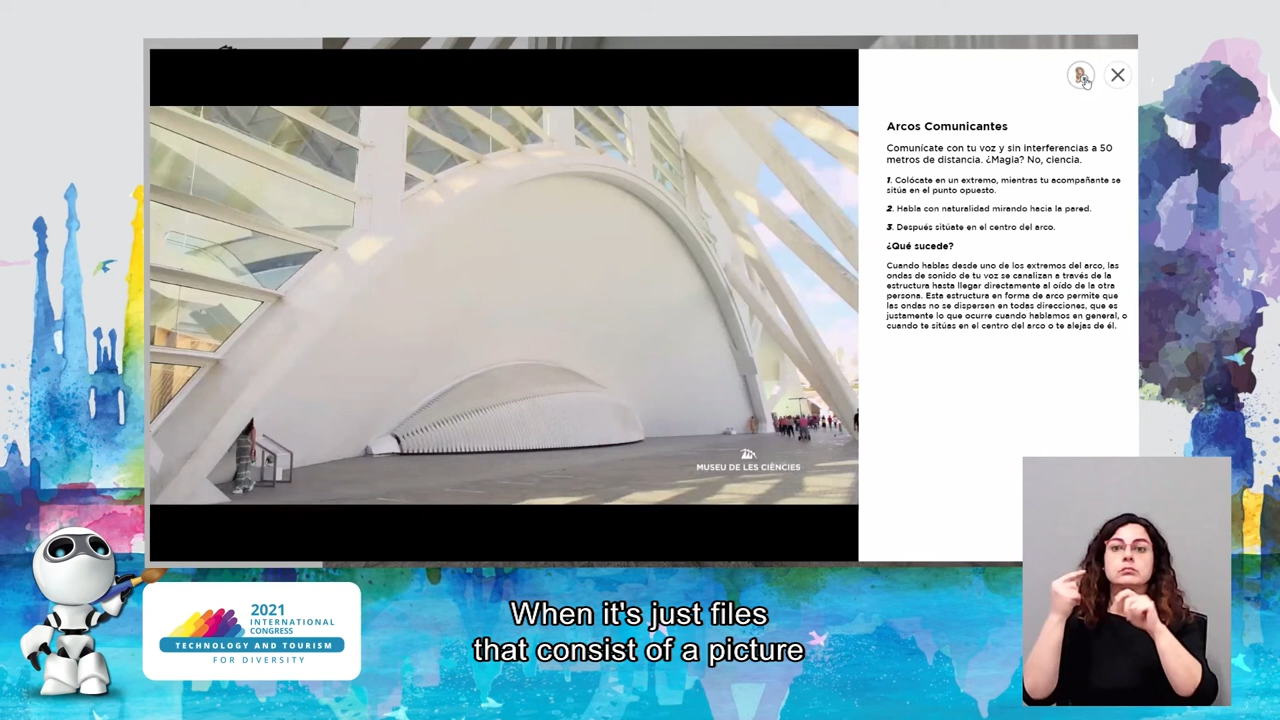 Arcos Comunicantes
Comunícate con tu voz y sin interferencias a 50
metros de distancia. ¿Magia? No, ciencia.
1. Colócate en un extremo, mientras tu acompañante se
sitúa en el punto opuesto.
2. Habla con naturalidad mirando hacia la pared.
3. Después sitúate en el centro del arco.
¿Qué sucede?
Cuando hablas desde uno de los extremos del arco, las
ondas de sonido de tu voz se canalizan a través de la
estructura hasta llegar directamente al oído de la otra
persona. Esta estructura en forma de arco permite que
las ondas no se dispersen en todas direcciones, que es
justamente lo que ocurre cuando hablamos en general, o
cuando te sitúas en el centro del arco o te alejas de él.
MUSEU DE LES CIÈNCIES
2021
INTERNATIONAL
CONGRESS
TECHNOLOGY AND TOURISM
FOR DIVERSITY
When it's just files
that consist of a picture